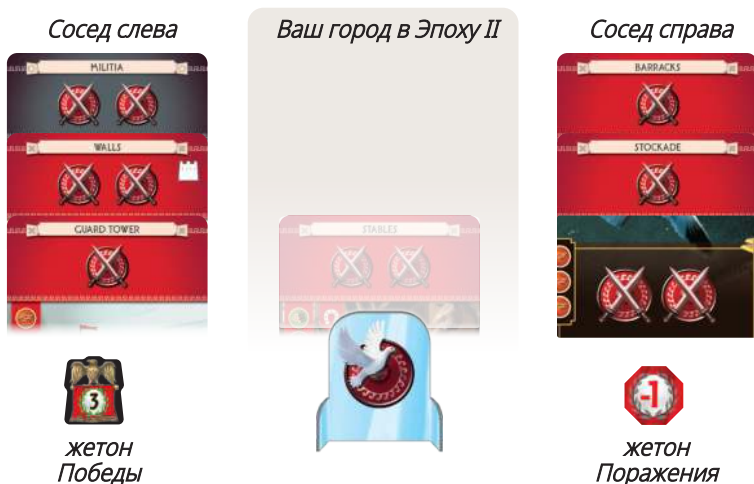 Сосед слева
Ваш город в Эпоху II
Сосед справа
MILITIA
WALLS
GUARD TOWER
STABLES
BARRACKS
STOCKADE
3
-1
жетон
Победы
жетон
Поражения